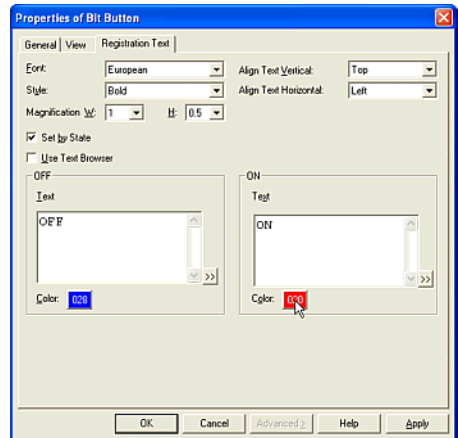 Properties of Bit Button
General View Registration Text
Font: European Align Text Vertical: Top
Style: Bold Align Text Horizontal: Left
Magnification W: 1 H: 0.5
Set by State
Use Text Browser
OFF ON
Text Text
OFF ON
>> >>
Color: 028 Color:
OK Cancel Advanced > Help Apply